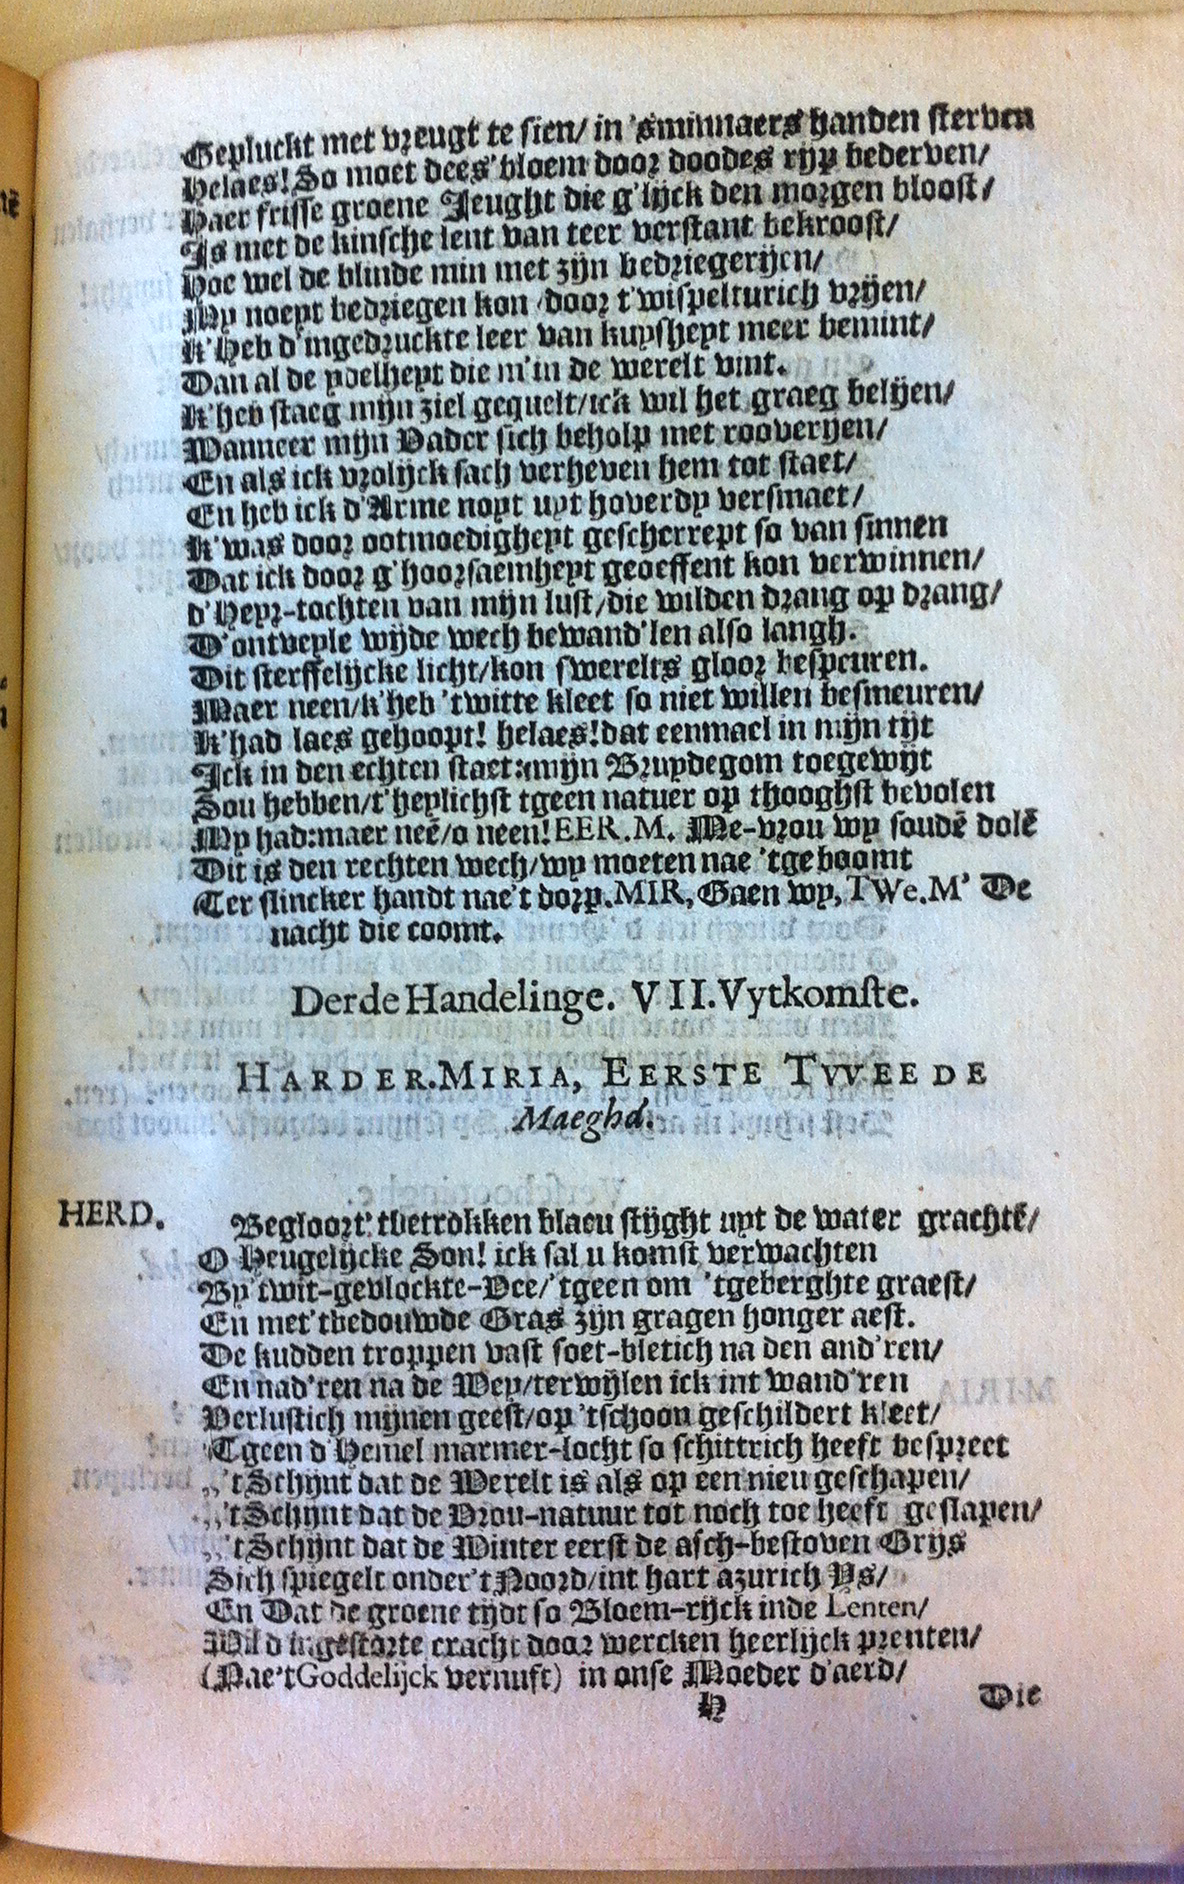 Gepluckt met vreugt te sien/ in 'sminnaers handen sterven
Helaes! So moet dees' bloem door doodes ryp bederven/
Haer frisse groene Jeught die g'lijck den morgen bloost/
Is met de kinsche lent van teer verstant bekroost/
Hoe wel de blinde min met zijn bedriegerijen/
My noeyt bedriegen kon/door t'wispelturich vrijen/
K'heb d'ingedruckte leer van kuysheyt meer bemint/
Dan al de ydelheyt die m'in de werelt vint.
K'heb staeg mijn ziel gequelt/ick wil het graeg belijen/
Wanneer mijn Vader sich beholp met rooverijen/
En als ick vrolijck sach verheven hem tot staet/
En heb ick d'Arme noyt uyt hoverdy versmaet/
K'was door ootmoedigheyt gescherrept so van sinnen
Dat ick door g'hoorsaemheyt geoeffent kon verwinnen/
d'Heyr-tochten van mijn lust/die wilden drang op drang/
D'ontveyle wijde wech bewand'len also langh.
Dit sterffelijcke licht/kon swerelts gloor bespeuren.
Maer neen/k'heb 'twitte kleet so niet willen besmeuren/
K'had laes gehoopt! helaes!dat eenmael in mijn tijt
Ick in den echten staet:mijn Bruydegom toegewijt
Sou hebben/t'heylichst tgeen natuer op thooghst bevolen
My had:maer neē/o neen!EER.M. Me-vrou wy soudē dolē
Dit is den rechten wech/wy moeten nae 'tgeboomt
Ter slincker handt nae't dorp.MIR,Gaen wy,TWe.M' De
nacht die coomt.
Derde Handelinge. VII.Vytkomste.
HARDER.MIRIA, EERSTE TVVEEDE
Maeghd.
HERD. Begloort' tbetrokken blaeu stijght uyt de water grachtē/
O Heugelijcke Son! ick sal u komst verwachten
By'twit-gevlockte-Vee/'tgeen om 'tgeberghte graest/
En met'tbedouwde Gras zijn gragen honger aest.
De kudden troppen vast soet-bletich na den and'ren/
En nad'ren na de Wey/terwijlen ick int wand'ren
Verlustich mijnen geest/op 'tschoon geschildert kleet/
Tgeen d'Hemel marmer-locht so schittrich heeft bespreet
,,'t Schijnt dat de Werelt is als op een nieu geschapen/
,,'t Schijnt dat de Vrou-natuur tot noch toe heeft geslapen/
,,'t Schijnt dat de Winter eerst de asch-bestoven Grijs
Sich spiegelt onder't Noord/int hart azurich Ys/
En Dat de groene tijdt so Bloem-rijck inde Lenten/
Wil d'ingestorte cracht door wercken heerlijck prenten/
(Nae'tGoddelijck vernuft) in onse Moeder d'aerd/
H Die